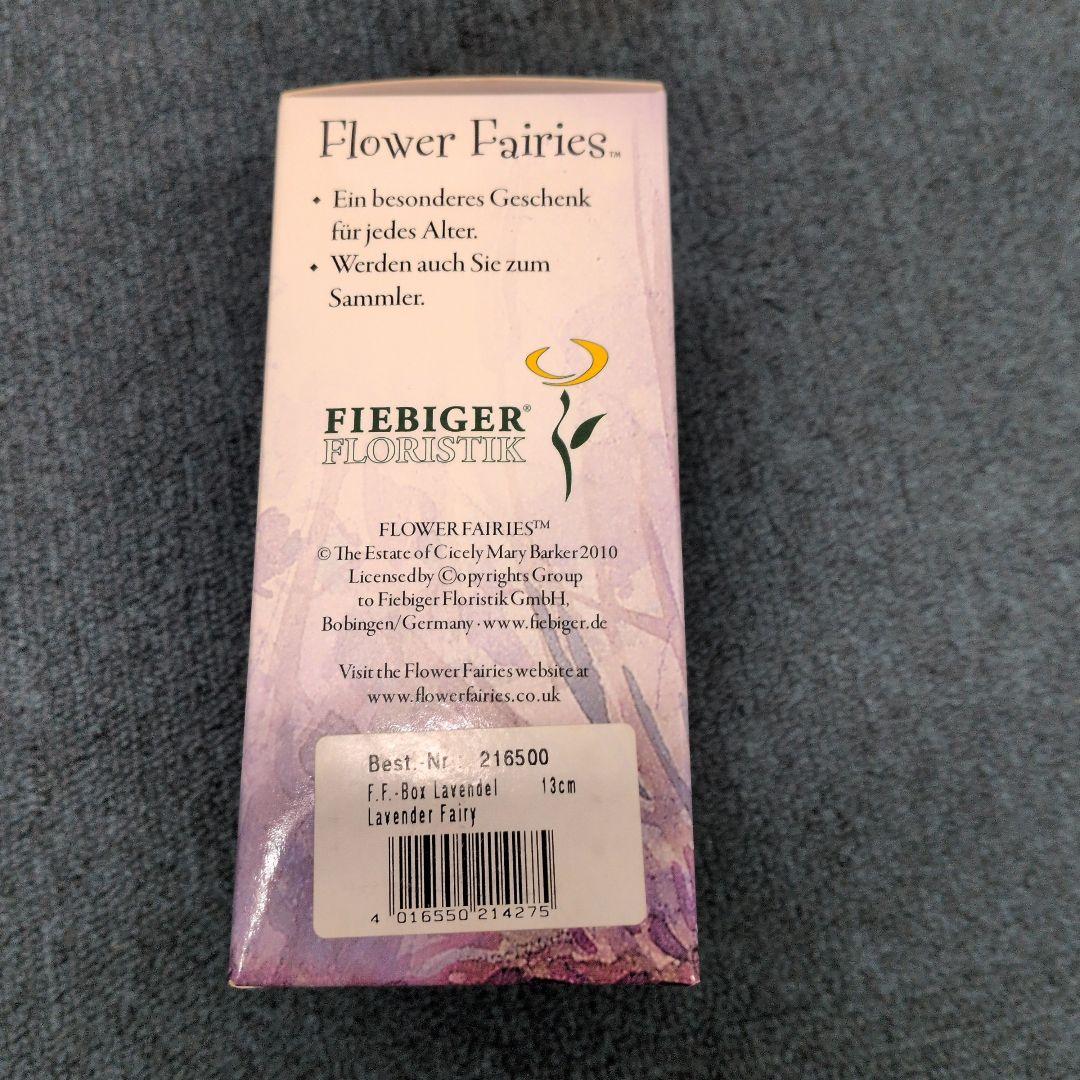 Flower Fairies™
• Ein besonderes Geschenk
für jedes Alter.
• Werden auch Sie zum
Sammler.
FIEBIGER®
FLORISTIK
FLOWER FAIRIES™
© The Estate of Cicely Mary Barker 2010
Licensed by ©opyrights Group
to Fiebiger Floristik GmbH,
Bobingen/Germany · www.fiebiger.de
Visit the Flower Fairies website at
www.flowerfairies.co.uk
Best.-Nr.: 216500
F.F.-Box Lavendel 13cm
Lavender Fairy
4 016550 214275